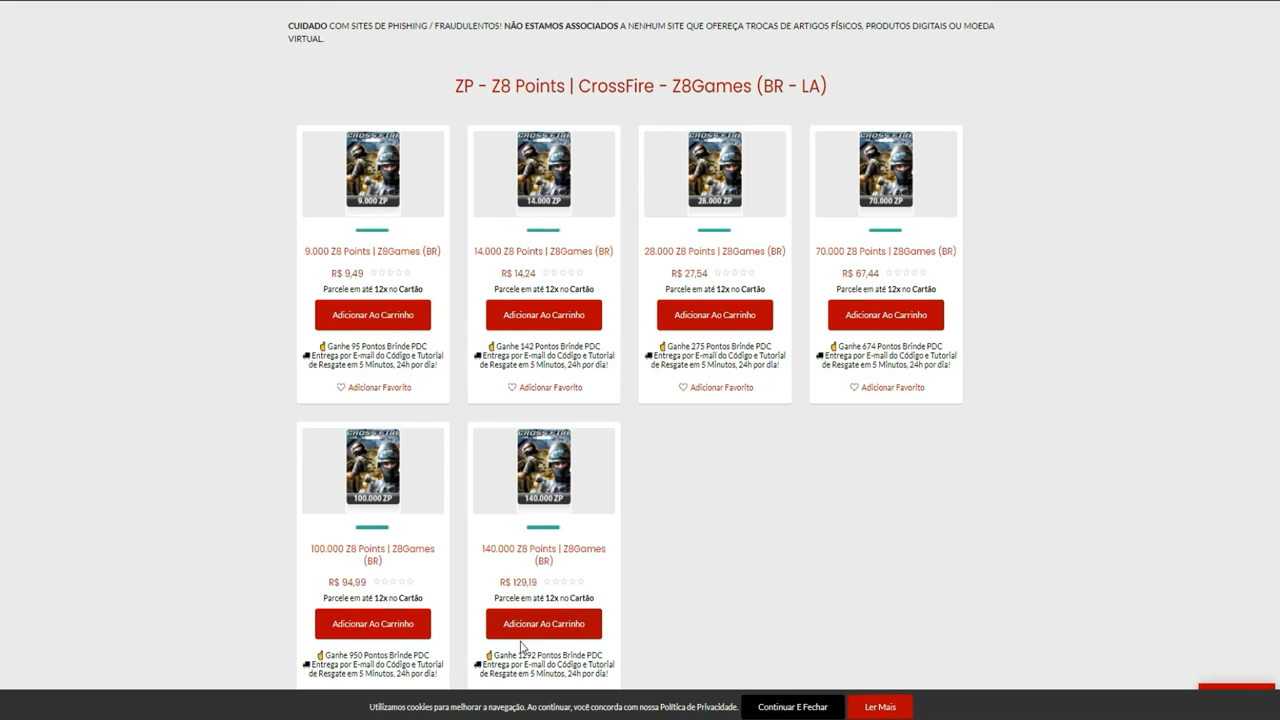 CUIDADO COM SITES DE PHISHING / FRAUDULENTOS! NÃO ESTAMOS ASSOCIADOS A NENHUM SITE QUE OFEREÇA TROCAS DE ARTIGOS FÍSICOS, PRODUTOS DIGITAIS OU MOEDA
VIRTUAL.
ZP - Z8 Points | CrossFire - Z8Games (BR - LA)
CROSS FIRE
9.000 ZP
9.000 Z8 Points | Z8Games (BR)
R$ 9,49
Parcele em até 12x no Cartão
Adicionar Ao Carrinho
Ganhe 95 Pontos Brinde PDC
Entrega por E-mail do Código e Tutorial
de Resgate em 5 Minutos, 24h por dia!
Adicionar Favorito
CROSS FIRE
14.000 ZP
14.000 Z8 Points | Z8Games (BR)
R$ 14,24
Parcele em até 12x no Cartão
Adicionar Ao Carrinho
Ganhe 142 Pontos Brinde PDC
Entrega por E-mail do Código e Tutorial
de Resgate em 5 Minutos, 24h por dia!
Adicionar Favorito
CROSS FIRE
28.000 ZP
28.000 Z8 Points | Z8Games (BR)
R$ 27,54
Parcele em até 12x no Cartão
Adicionar Ao Carrinho
Ganhe 275 Pontos Brinde PDC
Entrega por E-mail do Código e Tutorial
de Resgate em 5 Minutos, 24h por dia!
Adicionar Favorito
CROSS FIRE
70.000 ZP
70.000 Z8 Points | Z8Games (BR)
R$ 67,44
Parcele em até 12x no Cartão
Adicionar Ao Carrinho
Ganhe 674 Pontos Brinde PDC
Entrega por E-mail do Código e Tutorial
de Resgate em 5 Minutos, 24h por dia!
Adicionar Favorito
CROSS FIRE
100.000 ZP
100.000 Z8 Points | Z8Games
(BR)
R$ 94,99
Parcele em até 12x no Cartão
Adicionar Ao Carrinho
Ganhe 950 Pontos Brinde PDC
Entrega por E-mail do Código e Tutorial
de Resgate em 5 Minutos, 24h por dia!
CROSS FIRE
140.000 ZP
140.000 Z8 Points | Z8Games
(BR)
R$ 129,19
Parcele em até 12x no Cartão
Adicionar Ao Carrinho
Ganhe 1292 Pontos Brinde PDC
Entrega por E-mail do Código e Tutorial
de Resgate em 5 Minutos, 24h por dia!
Utilizamos cookies para melhorar a navegação. Ao continuar, você concorda com nossa Política de Privacidade.
Continuar E Fechar
Ler Mais